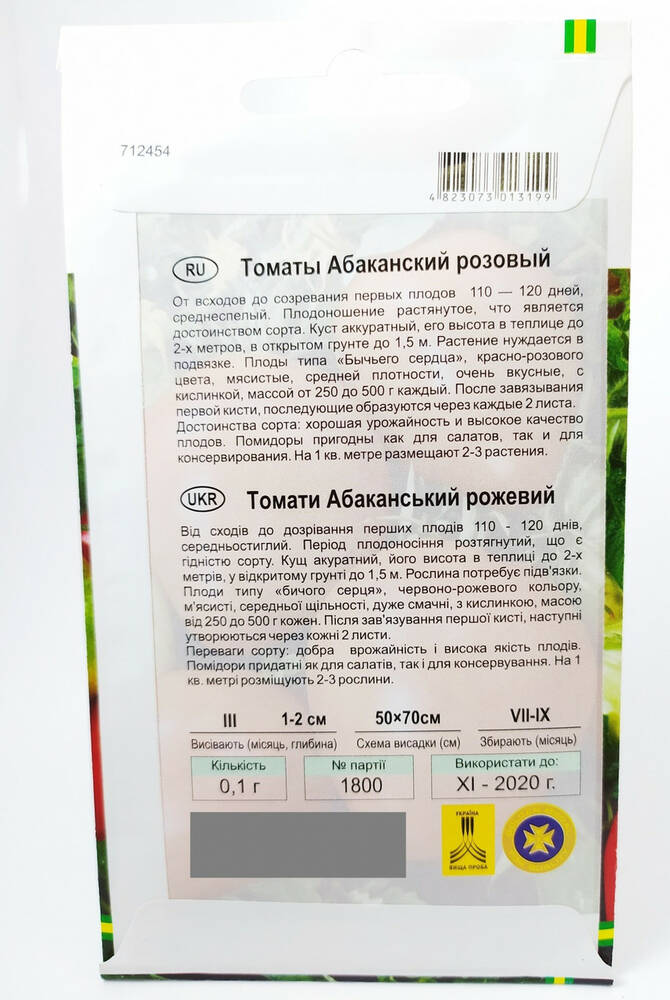 712454
4 823073 013199
RU Томаты Абаканский розовый
От всходов до созревания первых плодов 110 — 120 дней,
среднеспелый. Плодоношение растянутое, что является
достоинством сорта. Куст аккуратный, его высота в теплице до
2-х метров, в открытом грунте до 1,5 м. Растение нуждается в
подвязке. Плоды типа «Бычьего сердца», красно-розового
цвета, мясистые, средней плотности, очень вкусные, с
кислинкой, массой от 250 до 500 г каждый. После завязывания
первой кисти, последующие образуются через каждые 2 листа.
Достоинства сорта: хорошая урожайность и высокое качество
плодов. Помидоры пригодны как для салатов, так и для
консервирования. На 1 кв. метре размещают 2-3 растения.
UKR Томати Абаканський рожевий
Від сходів до дозрівання перших плодів 110 - 120 днів,
середньостиглий. Період плодоносіння розтягнутий, що є
гідністю сорту. Кущ акуратний, його висота в теплиці до 2-х
метрів, у відкритому грунті до 1,5 м. Рослина потребує підв'язки.
Плоди типу «бичого серця», червоно-рожевого кольору,
м'ясисті, середньої щільності, дуже смачні, з кислинкою, масою
від 250 до 500 г кожен. Після зав'язування першої кисті, наступні
утворюються через кожні 2 листи.
Переваги сорту: добра врожайність і висока якість плодів.
Помідори придатні як для салатів, так і для консервування. На 1
кв. метрі розміщують 2-3 рослини.
III 1-2 см 50×70см VII-IX
Висівають (місяць, глибина) Схема висадки (см) Збирають (місяць)
Кількість № партії Використати до:
0,1 г 1800 XI - 2020 г.
УКРАЇНА
ВИЩА ПРОБА